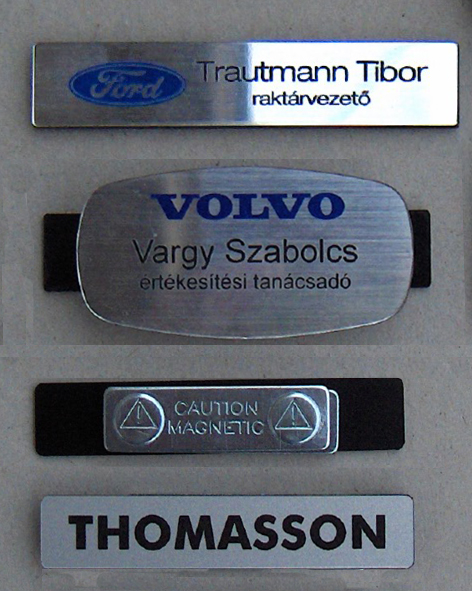 Ford
Trautmann Tibor
raktárvezető
VOLVO
Vargy Szabolcs
értékesítési tanácsadó
CAUTION
MAGNETIC
THOMASSON